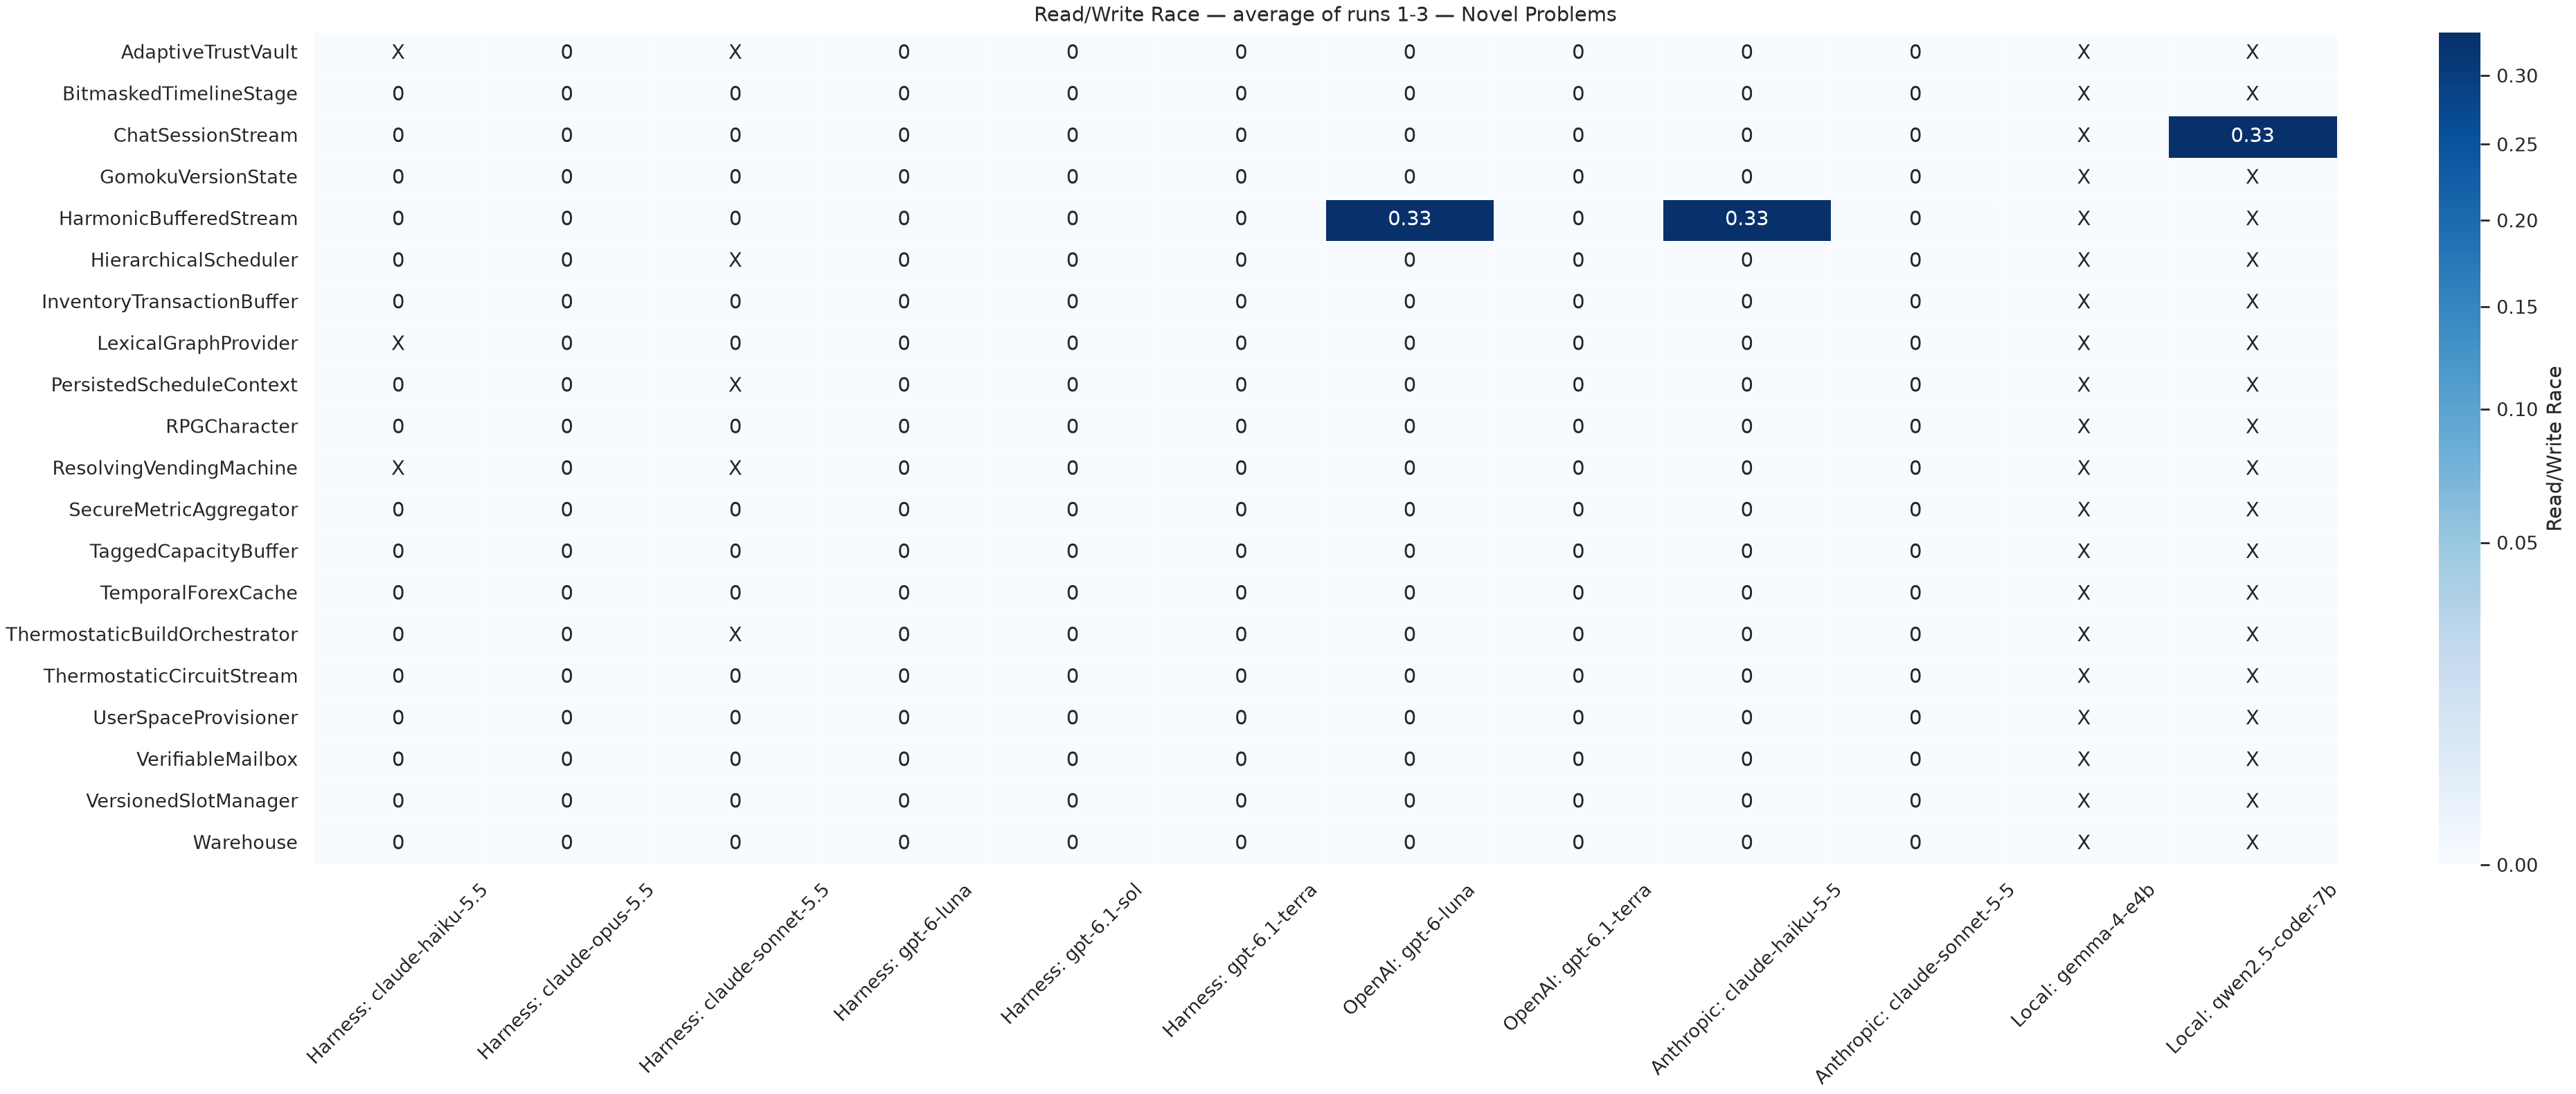 Read/Write Race — average of runs 1-3 — Novel Problems
AdaptiveTrustVault X 0 X 0 0 0 0 0 0 0 X X
BitmaskedTimelineStage 0 0 0 0 0 0 0 0 0 0 X X
ChatSessionStream 0 0 0 0 0 0 0 0 0 0 X 0.33
GomokuVersionState 0 0 0 0 0 0 0 0 0 0 X X
HarmonicBufferedStream 0 0 0 0 0 0 0.33 0 0.33 0 X X
HierarchicalScheduler 0 0 X 0 0 0 0 0 0 0 X X
InventoryTransactionBuffer 0 0 0 0 0 0 0 0 0 0 X X
LexicalGraphProvider X 0 0 0 0 0 0 0 0 0 X X
PersistedScheduleContext 0 0 X 0 0 0 0 0 0 0 X X
RPGCharacter 0 0 0 0 0 0 0 0 0 0 X X
ResolvingVendingMachine X 0 X 0 0 0 0 0 0 0 X X
SecureMetricAggregator 0 0 0 0 0 0 0 0 0 0 X X
TaggedCapacityBuffer 0 0 0 0 0 0 0 0 0 0 X X
TemporalForexCache 0 0 0 0 0 0 0 0 0 0 X X
ThermostaticBuildOrchestrator 0 0 X 0 0 0 0 0 0 0 X X
ThermostaticCircuitStream 0 0 0 0 0 0 0 0 0 0 X X
UserSpaceProvisioner 0 0 0 0 0 0 0 0 0 0 X X
VerifiableMailbox 0 0 0 0 0 0 0 0 0 0 X X
VersionedSlotManager 0 0 0 0 0 0 0 0 0 0 X X
Warehouse 0 0 0 0 0 0 0 0 0 0 X X
Harness: claude-haiku-5.5
Harness: claude-opus-5.5
Harness: claude-sonnet-5.5
Harness: gpt-6-luna
Harness: gpt-6.1-sol
Harness: gpt-6.1-terra
OpenAI: gpt-6-luna
OpenAI: gpt-6.1-terra
Anthropic: claude-haiku-5-5
Anthropic: claude-sonnet-5-5
Local: gemma-4-e4b
Local: qwen2.5-coder-7b
0.30
0.25
0.20
0.15
0.10
0.05
0.00
Read/Write Race